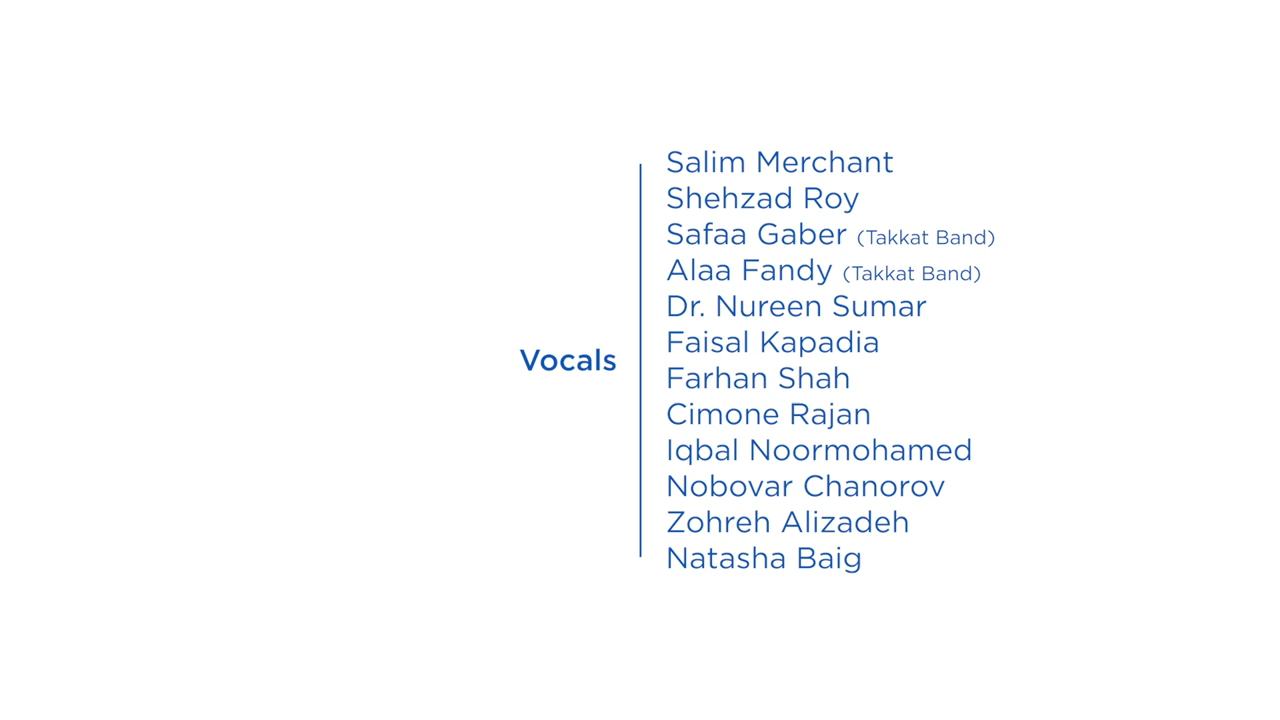 Vocals
Salim Merchant
Shehzad Roy
Safaa Gaber (Takkat Band)
Alaa Fandy (Takkat Band)
Dr. Nureen Sumar
Faisal Kapadia
Farhan Shah
Cimone Rajan
Iqbal Noormohamed
Nobovar Chanorov
Zohreh Alizadeh
Natasha Baig